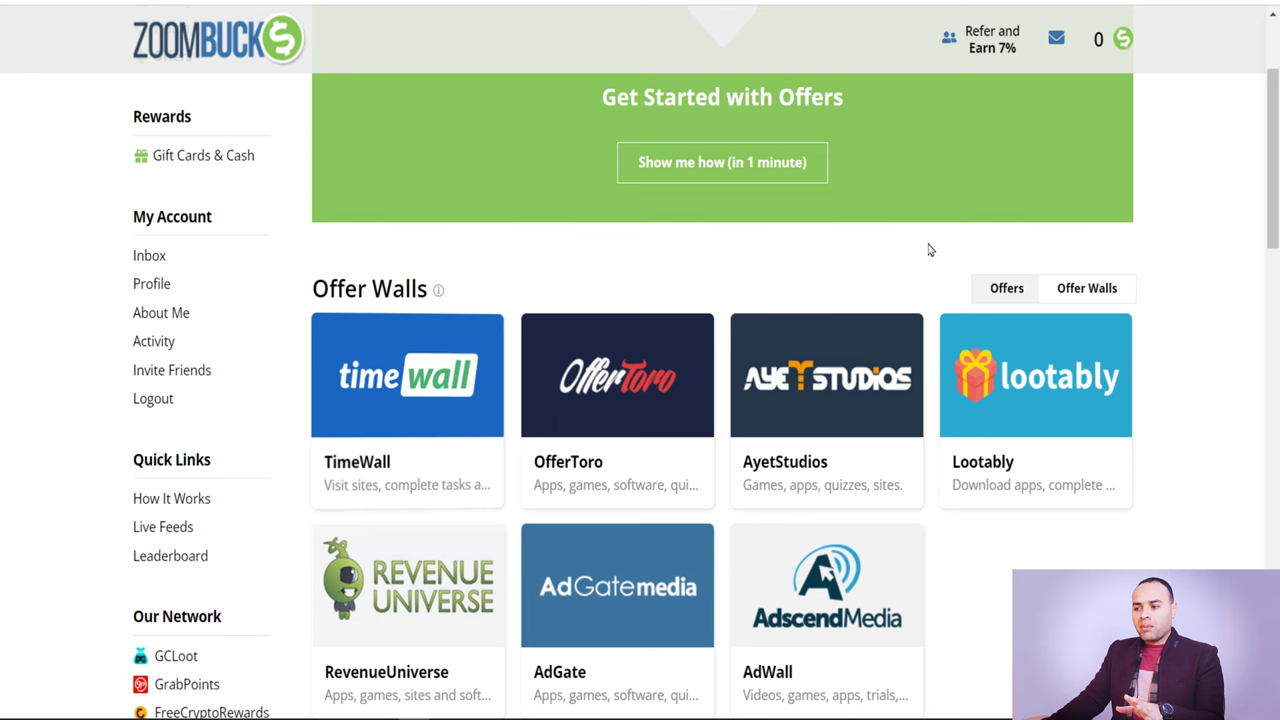 ZOOMBUCK$
Refer and
Earn 7%
0
Rewards
Gift Cards & Cash
My Account
Inbox
Profile
About Me
Activity
Invite Friends
Logout
Quick Links
How It Works
Live Feeds
Leaderboard
Our Network
GCLoot
GrabPoints
FreeCryptoRewards
Get Started with Offers
Show me how (in 1 minute)
Offer Walls
Offers
Offer Walls
timewall
OfferToro
AYET STUDIOS
lootably
TimeWall
OfferToro
AyetStudios
Lootably
Visit sites, complete tasks a...
Apps, games, software, qui...
Games, apps, quizzes, sites.
Download apps, complete ...
REVENUE
UNIVERSE
AdGatemedia
AdscendMedia
RevenueUniverse
AdGate
AdWall
Apps, games, sites and soft...
Apps, games, software, qui...
Videos, games, apps, trials,...